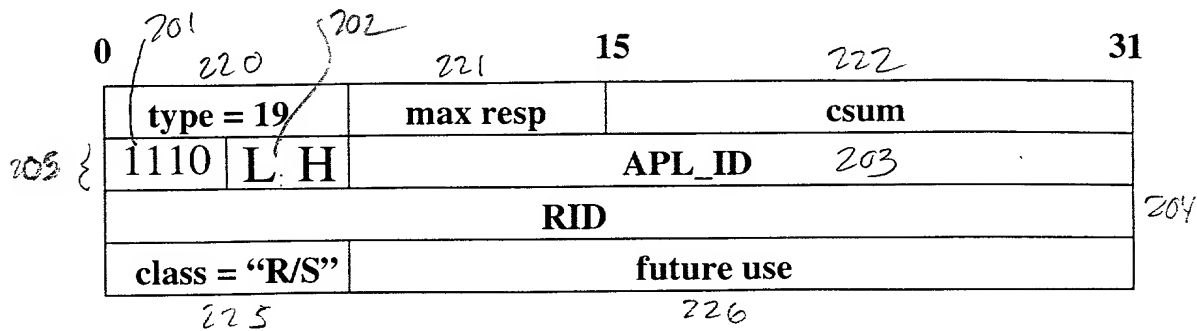 201 202
0 15 31
220 221 222
type = 19 max resp csum
205 { 1110 L H APL_ID 203
RID 204
class = “R/S” future use
225 226